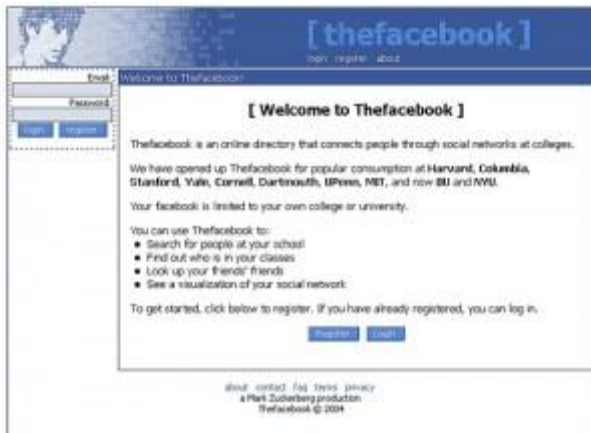 [ thefacebook ]
login register about
Email:
Password:
login register
Welcome to Thefacebook!
[ Welcome to Thefacebook ]
Thefacebook is an online directory that connects people through social networks at colleges.
We have opened up Thefacebook for popular consumption at Harvard, Columbia,
Stanford, Yale, Cornell, Dartmouth, UPenn, MIT, and now BU and NYU.
Your facebook is limited to your own college or university.
You can use Thefacebook to:
• Search for people at your school
• Find out who is in your classes
• Look up your friends' friends
• See a visualization of your social network
To get started, click below to register. If you have already registered, you can log in.
Register Login
about contact faq terms privacy
a Mark Zuckerberg production
Thefacebook © 2004